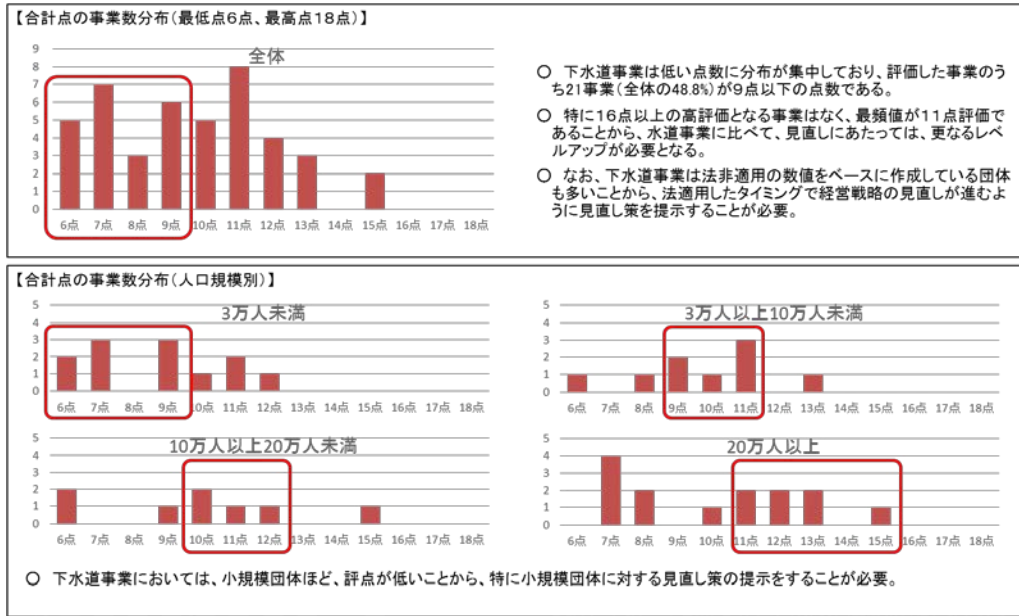 【合計点の事業数分布(最低点6点、最高点18点)】
全体
9
8
7
6
5
4
3
2
1
0
6点 7点 8点 9点 10点 11点 12点 13点 14点 15点 16点 17点 18点
○ 下水道事業は低い点数に分布が集中しており、評価した事業のう
ち21事業(全体の48.8%)が9点以下の点数である。
○ 特に16点以上の高評価となる事業はなく、最頻値が11点評価で
あることから、水道事業に比べて、見直しにあたっては、更なるレベ
ルアップが必要となる。
○ なお、下水道事業は法非適用の数値をベースに作成している団体
も多いことから、法適用したタイミングで経営戦略の見直しが進むよ
うに見直し策を提示することが必要。
【合計点の事業数分布(人口規模別)】
3万人未満
5
4
3
2
1
0
6点 7点 8点 9点 10点 11点 12点 13点 14点 15点 16点 17点 18点
3万人以上10万人未満
5
4
3
2
1
0
6点 7点 8点 9点 10点 11点 12点 13点 14点 15点 16点 17点 18点
10万人以上20万人未満
5
4
3
2
1
0
6点 7点 8点 9点 10点 11点 12点 13点 14点 15点 16点 17点 18点
20万人以上
5
4
3
2
1
0
6点 7点 8点 9点 10点 11点 12点 13点 14点 15点 16点 17点 18点
○ 下水道事業においては、小規模団体ほど、評点が低いことから、特に小規模団体に対する見直し策の提示をすることが必要。